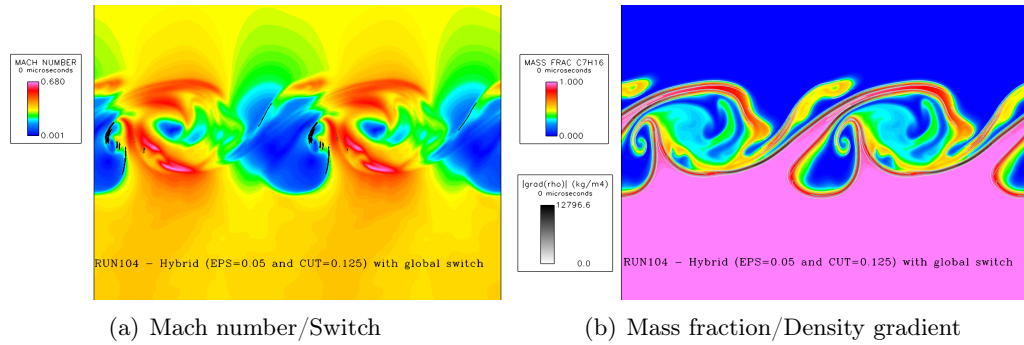 MACH NUMBER
0 microseconds
0.680
0.001
RUN104 - Hybrid (EPS=0.05 and CUT=0.125) with global switch
(a) Mach number/Switch
MASS FRAC C7H16
0 microseconds
1.000
0.000
|grad(rho)| (kg/m4)
0 microseconds
12796.6
0.0
RUN104 - Hybrid (EPS=0.05 and CUT=0.125) with global switch
(b) Mass fraction/Density gradient